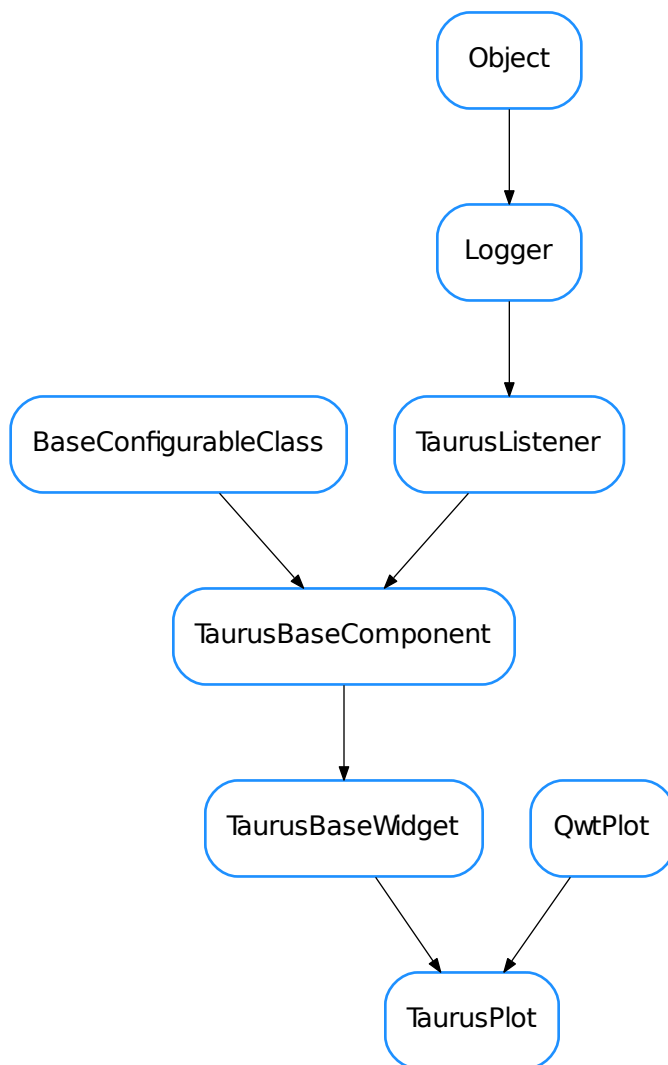 Object
Logger
BaseConfigurableClass
TaurusListener
TaurusBaseComponent
TaurusBaseWidget
QwtPlot
TaurusPlot